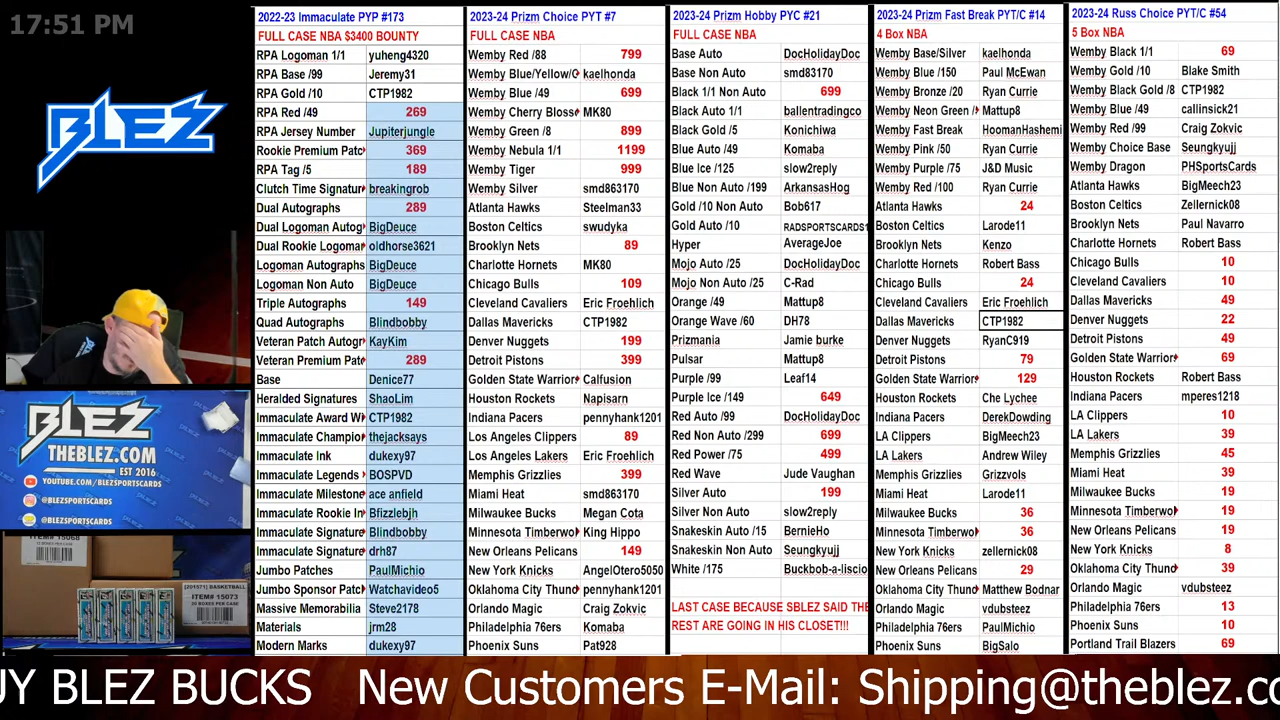 17:51 PM
BLEZ
BLEZ
THEBLEZ.COM
EST 2016
YOUTUBE.COM/BLEZSPORTSCARDS
@BLEZSPORTSCARDS
@BLEZSPORTSCARDS
ITEM# 15068
ITEM# 15073
2022-23 Immaculate PYP #173
FULL CASE NBA $3400 BOUNTY
RPA Logoman 1/1 yuheng4320
RPA Base /99 Jeremy31
RPA Gold /10 CTP1982
RPA Red /49 269
RPA Jersey Number Jupiterjungle
Rookie Premium Patc 369
RPA Tag /5 189
Clutch Time Signatur breakingrob
Dual Autographs 289
Dual Logoman Autog BigDeuce
Dual Rookie Logoma oldhorse3621
Logoman Autographs BigDeuce
Logoman Non Auto BigDeuce
Triple Autographs 149
Quad Autographs Blindbobby
Veteran Patch Autogr KayKim
Veteran Premium Pat 289
Base Denice77
Heralded Signatures ShaoLim
Immaculate Award Wi CTP1982
Immaculate Champio thejacksays
Immaculate Ink dukexy97
Immaculate Legends BOSPVD
Immaculate Mileston ace anfield
Immaculate Rookie In Bfizzlebjh
Immaculate Signatur Blindbobby
Immaculate Signatur drh87
Jumbo Patches PaulMichio
Jumbo Sponsor Patc Watchavideo5
Massive Memorabilia Steve2178
Materials jrm28
Modern Marks dukexy97
2023-24 Prizm Choice PYT #7
FULL CASE NBA
Wemby Red /88 799
Wemby Blue/Yellow/G kaelhonda
Wemby Blue /49 699
Wemby Cherry Bloss MK80
Wemby Green /8 899
Wemby Nebula 1/1 1199
Wemby Tiger 999
Wemby Silver smd863170
Atlanta Hawks Steelman33
Boston Celtics swudyka
Brooklyn Nets 89
Charlotte Hornets MK80
Chicago Bulls 109
Cleveland Cavaliers Eric Froehlich
Dallas Mavericks CTP1982
Denver Nuggets 199
Detroit Pistons 399
Golden State Warrior Calfusion
Houston Rockets Napisarn
Indiana Pacers pennyhank1201
Los Angeles Clippers 89
Los Angeles Lakers Eric Froehlich
Memphis Grizzlies 399
Miami Heat smd863170
Milwaukee Bucks Megan Cota
Minnesota Timberwo King Hippo
New Orleans Pelicans 149
New York Knicks AngelOtero5050
Oklahoma City Thund pennyhank1201
Orlando Magic Craig Zokvic
Philadelphia 76ers Komaba
Phoenix Suns Pat928
2023-24 Prizm Hobby PYC #21
FULL CASE NBA
Base Auto DocHolidayDoc
Base Non Auto smd83170
Black 1/1 Non Auto 699
Black Auto 1/1 ballentradingco
Black Gold /5 Konichiwa
Blue Auto /49 Komaba
Blue Ice /125 slow2reply
Blue Non Auto /199 ArkansasHog
Gold /10 Non Auto Bob617
Gold Auto /10 RADSPORTSCARDS1
Hyper AverageJoe
Mojo Auto /25 DocHolidayDoc
Mojo Non Auto /25 C-Rad
Orange /49 Mattup8
Orange Wave /60 DH78
Prizmania Jamie burke
Pulsar Mattup8
Purple /99 Leaf14
Purple Ice /149 649
Red Auto /99 DocHolidayDoc
Red Non Auto /299 699
Red Power /75 499
Red Wave Jude Vaughan
Silver Auto 199
Silver Non Auto slow2reply
Snakeskin Auto /15 BernieHo
Snakeskin Non Auto Seungkyujj
White /175 Buckbob-a-liscio
LAST CASE BECAUSE SBLEZ SAID THE
REST ARE GOING IN HIS CLOSET!!!
2023-24 Prizm Fast Break PYT/C #14
4 Box NBA
Wemby Base/Silver kaelhonda
Wemby Blue /150 Paul McEwan
Wemby Bronze /20 Ryan Currie
Wemby Neon Green / Mattup8
Wemby Fast Break HoomanHashemi
Wemby Pink /50 Ryan Currie
Wemby Purple /75 J&D Music
Wemby Red /100 Ryan Currie
Atlanta Hawks 24
Boston Celtics Larode11
Brooklyn Nets Kenzo
Charlotte Hornets Robert Bass
Chicago Bulls 24
Cleveland Cavaliers Eric Froehlich
Dallas Mavericks CTP1982
Denver Nuggets RyanC919
Detroit Pistons 79
Golden State Warrior 129
Houston Rockets Che Lychee
Indiana Pacers DerekDowding
LA Clippers BigMeech23
LA Lakers Andrew Wiley
Memphis Grizzlies Grizzvols
Miami Heat Larode11
Milwaukee Bucks 36
Minnesota Timberwo 36
New York Knicks zellernick08
New Orleans Pelicans 29
Oklahoma City Thund Matthew Bodnar
Orlando Magic vdubsteez
Philadelphia 76ers PaulMichio
Phoenix Suns BigSalo
2023-24 Russ Choice PYT/C #54
5 Box NBA
Wemby Black 1/1 69
Wemby Gold /10 Blake Smith
Wemby Black Gold /8 CTP1982
Wemby Blue /49 callinsick21
Wemby Red /99 Craig Zokvic
Wemby Choice Base Seungkyujj
Wemby Dragon PHSportsCards
Atlanta Hawks BigMeech23
Boston Celtics Zellernick08
Brooklyn Nets Paul Navarro
Charlotte Hornets Robert Bass
Chicago Bulls 10
Cleveland Cavaliers 10
Dallas Mavericks 49
Denver Nuggets 22
Detroit Pistons 49
Golden State Warrior 69
Houston Rockets Robert Bass
Indiana Pacers mperes1218
LA Clippers 10
LA Lakers 39
Memphis Grizzlies 45
Miami Heat 39
Milwaukee Bucks 19
Minnesota Timberwo 19
New Orleans Pelicans 19
New York Knicks 8
Oklahoma City Thund 39
Orlando Magic vdubsteez
Philadelphia 76ers 13
Phoenix Suns 10
Portland Trail Blazers 69
UY BLEZ BUCKS New Customers E-Mail: Shipping@theblez.co